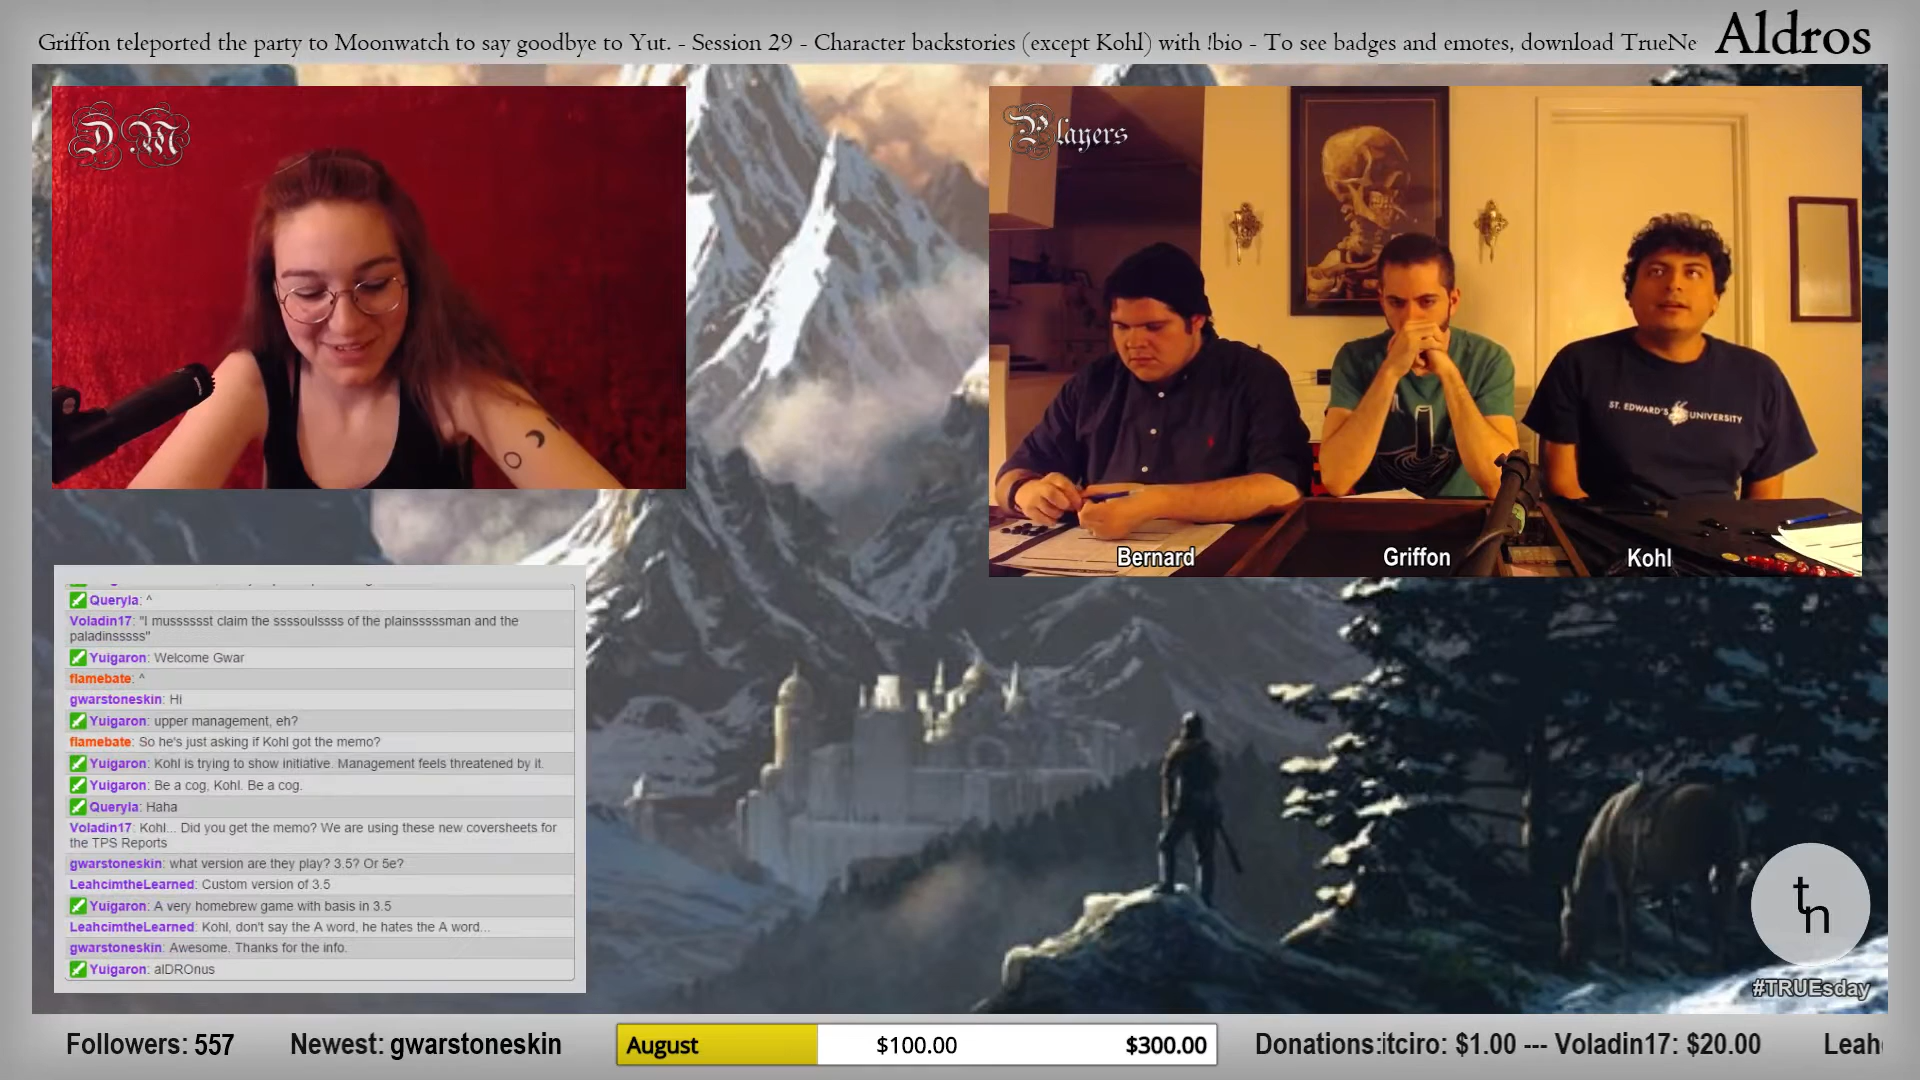 Griffon teleported the party to Moonwatch to say goodbye to Yut. - Session 29 - Character backstories (except Kohl) with !bio - To see badges and emotes, download TrueNe
Aldros
DM
Players
ST. EDWARD'S UNIVERSITY
Bernard
Griffon
Kohl
Queryla: ^
Voladin17: "I musssssst claim the ssssoulssss of the plainsssssman and the
paladinsssss"
Yuigaron: Welcome Gwar
flamebate: ^
gwarstoneskin: Hi
Yuigaron: upper management, eh?
flamebate: So he's just asking if Kohl got the memo?
Yuigaron: Kohl is trying to show initiative. Management feels threatened by it.
Yuigaron: Be a cog, Kohl. Be a cog.
Queryla: Haha
Voladin17: Kohl... Did you get the memo? We are using these new coversheets for
the TPS Reports
gwarstoneskin: what version are they play? 3.5? Or 5e?
LeahcimtheLearned: Custom version of 3.5
Yuigaron: A very homebrew game with basis in 3.5
LeahcimtheLearned: Kohl, don't say the A word, he hates the A word...
gwarstoneskin: Awesome. Thanks for the info.
Yuigaron: alDROnus
tn
#TRUEsday
Followers: 557
Newest: gwarstoneskin
August
$100.00
$300.00
Donations: itciro: $1.00 --- Voladin17: $20.00
Leah